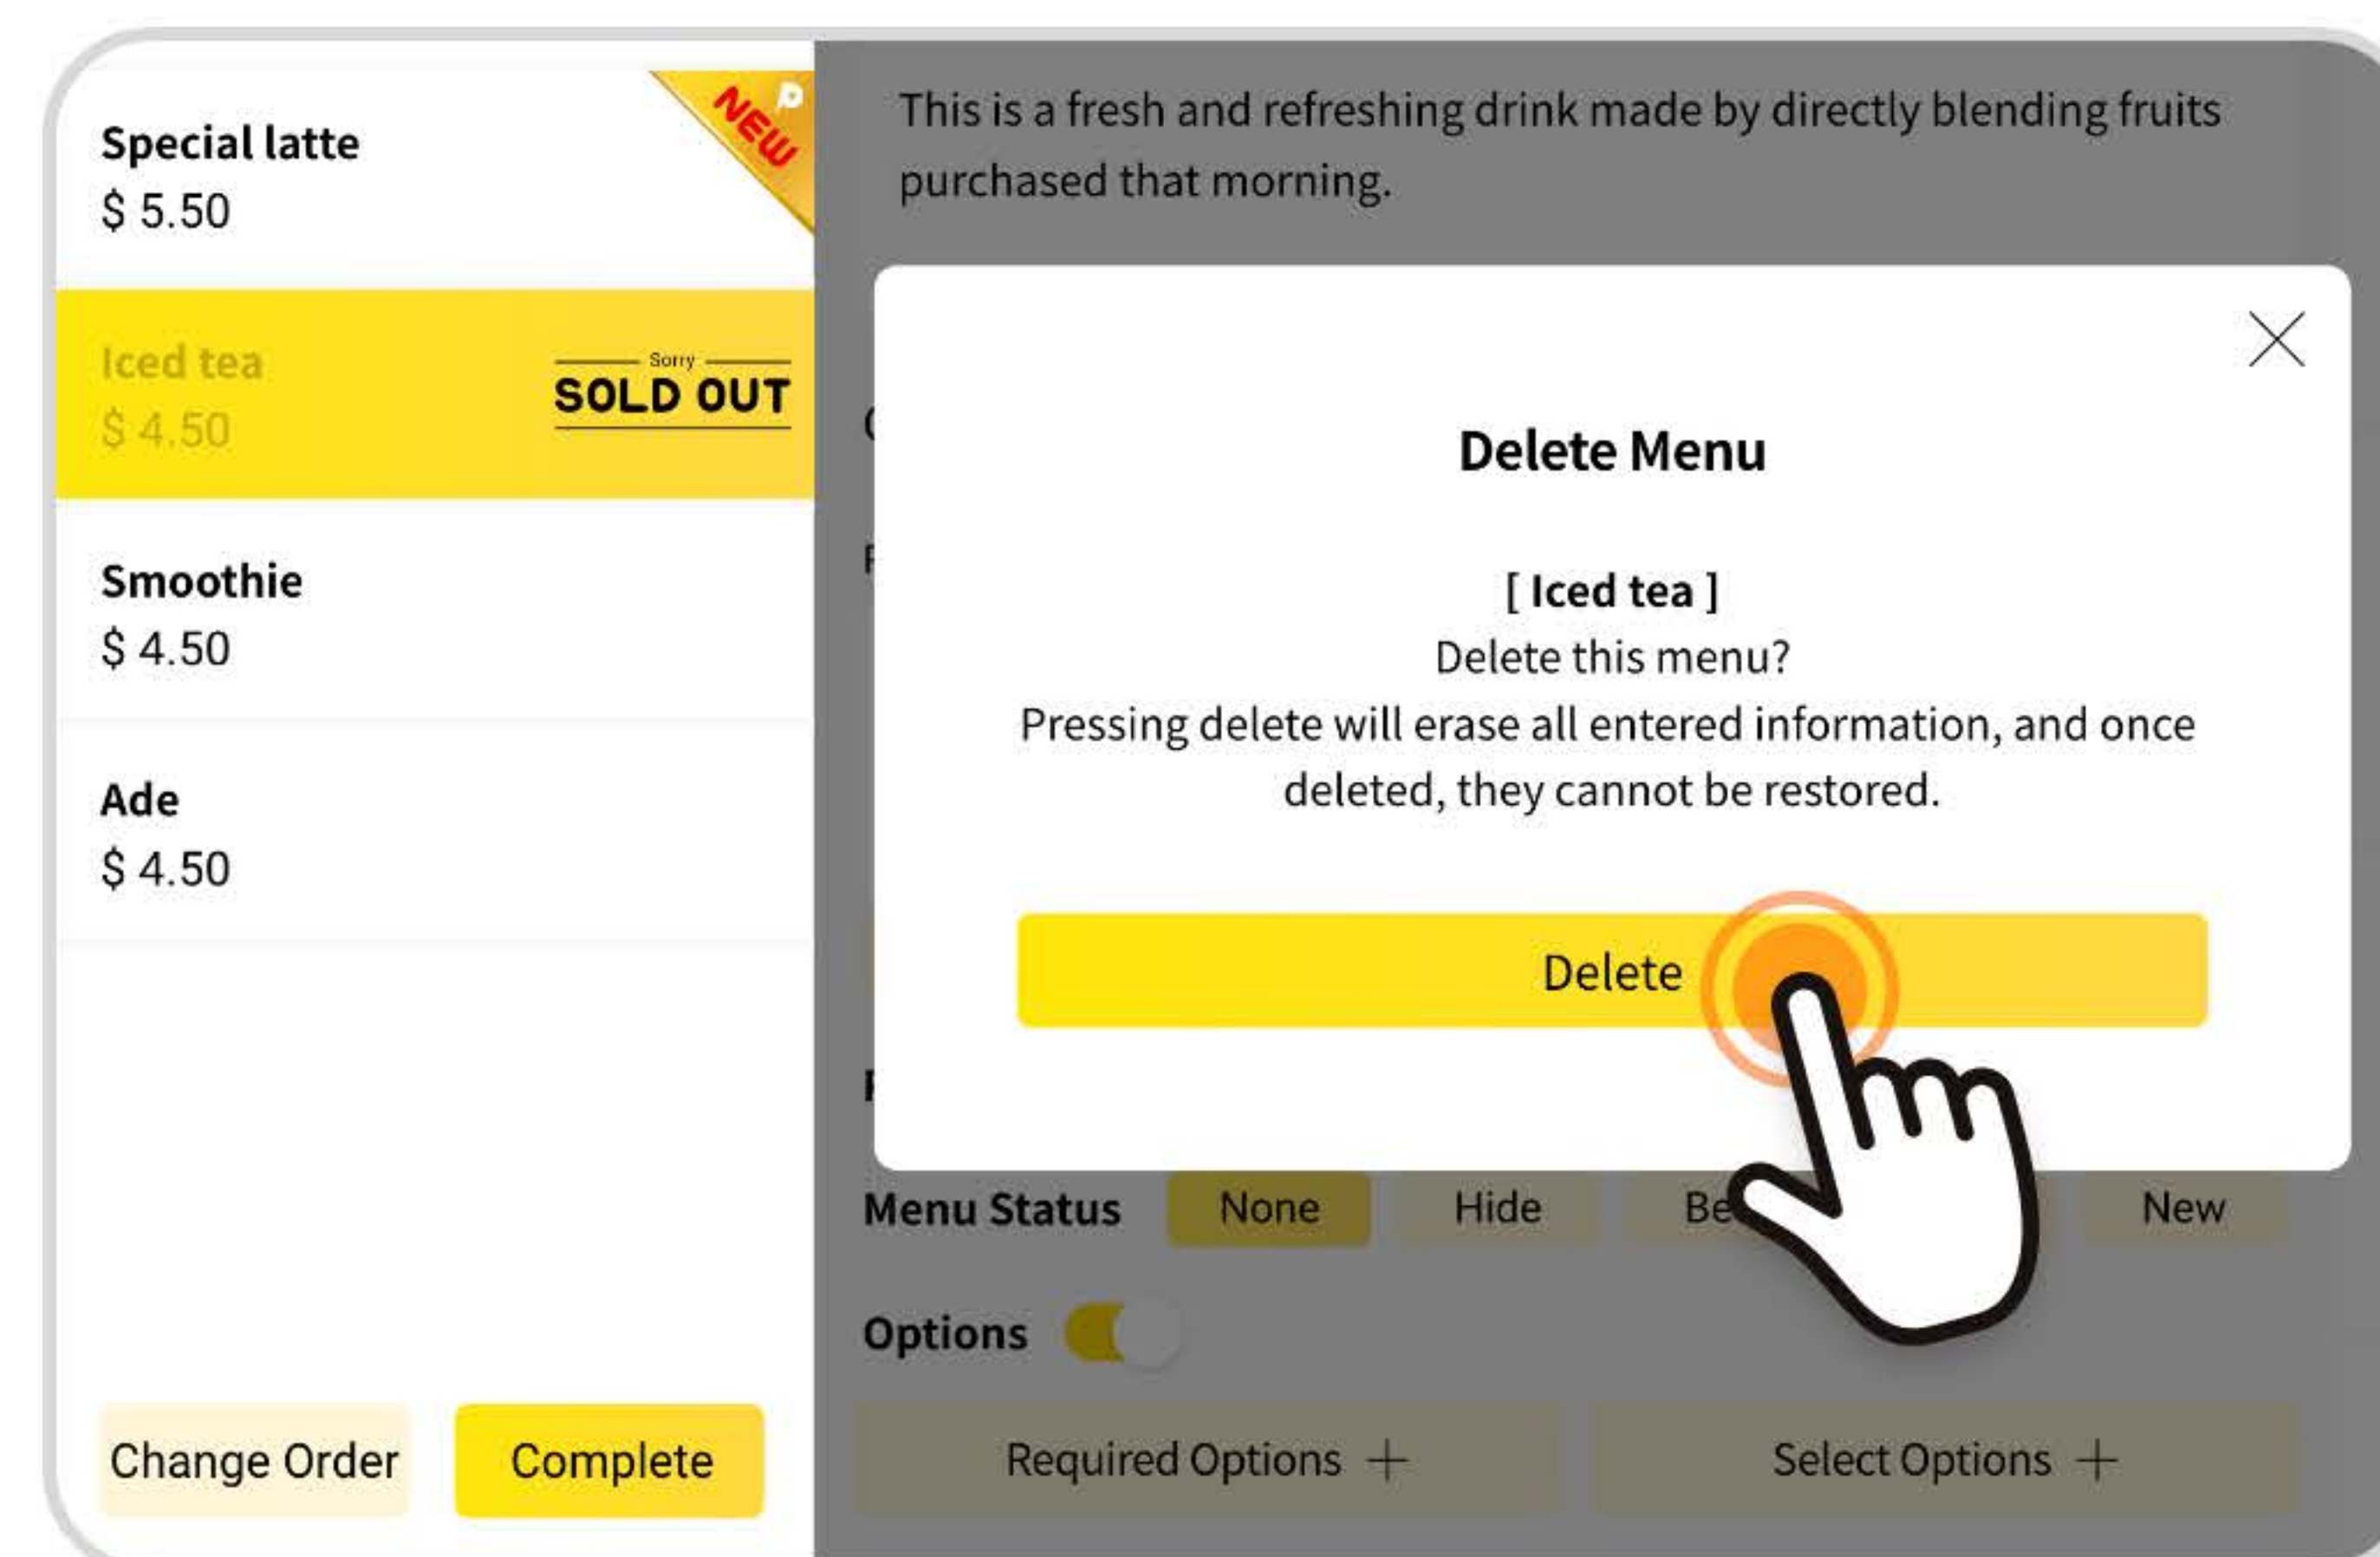 Special latte
$ 5.50
NEW
Iced tea
$ 4.50
Sorry
SOLD OUT
Smoothie
$ 4.50
Ade
$ 4.50
Change Order
Complete
This is a fresh and refreshing drink made by directly blending fruits
purchased that morning.
Delete Menu
[ Iced tea ]
Delete this menu?
Pressing delete will erase all entered information, and once
deleted, they cannot be restored.
Delete
Menu Status
None
Hide
New
Options
Required Options +
Select Options +